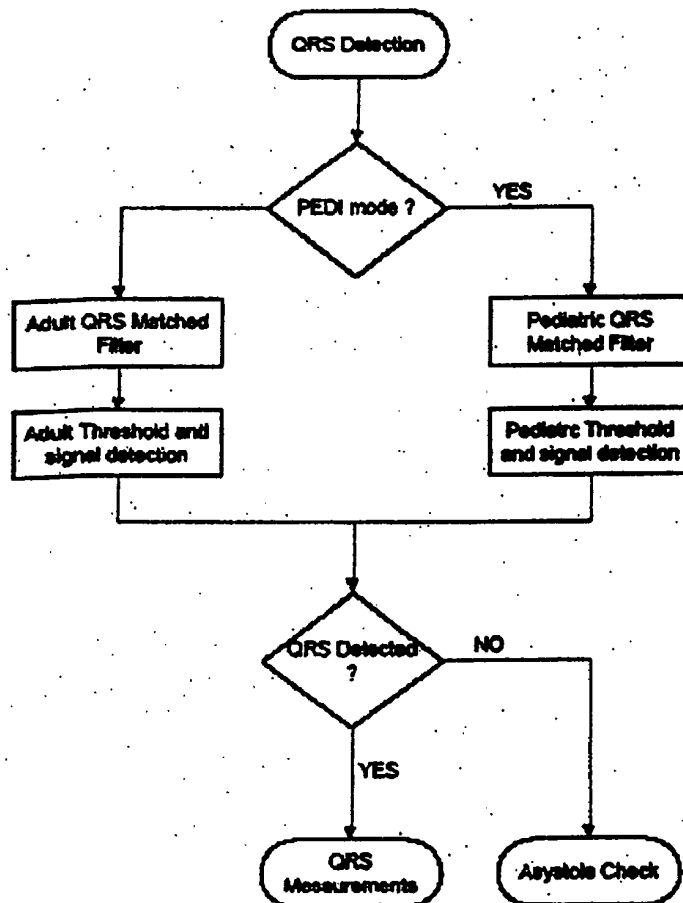 QRS Detection
PEDI mode ?
YES
Adult QRS Matched
Filter
Pediatric QRS
Matched Filter
Adult Threshold and
signal detection
Pediatrc Threshold
and signal detection
QRS Detected
?
NO
YES
QRS
Measurements
Asystole Check